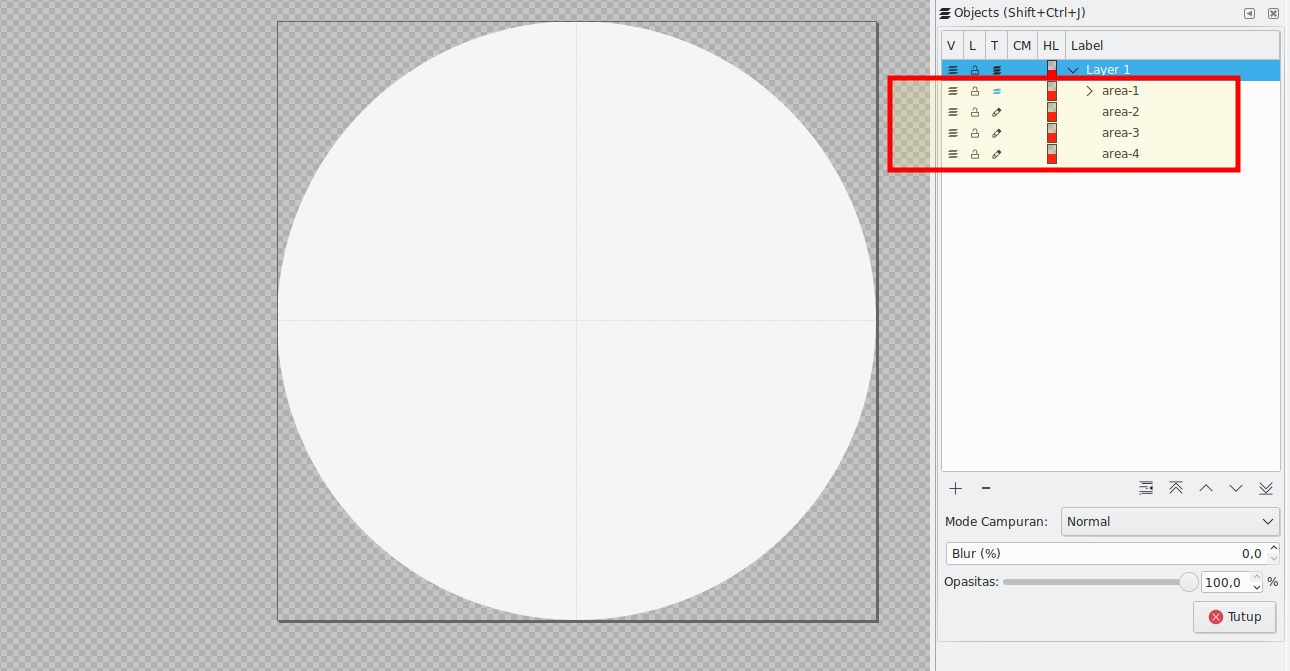 Objects (Shift+Ctrl+J)
V L T CM HL Label
Layer 1
area-1
area-2
area-3
area-4
Mode Campuran: Normal
Blur (%) 0,0
Opasitas: 100,0 %
Tutup